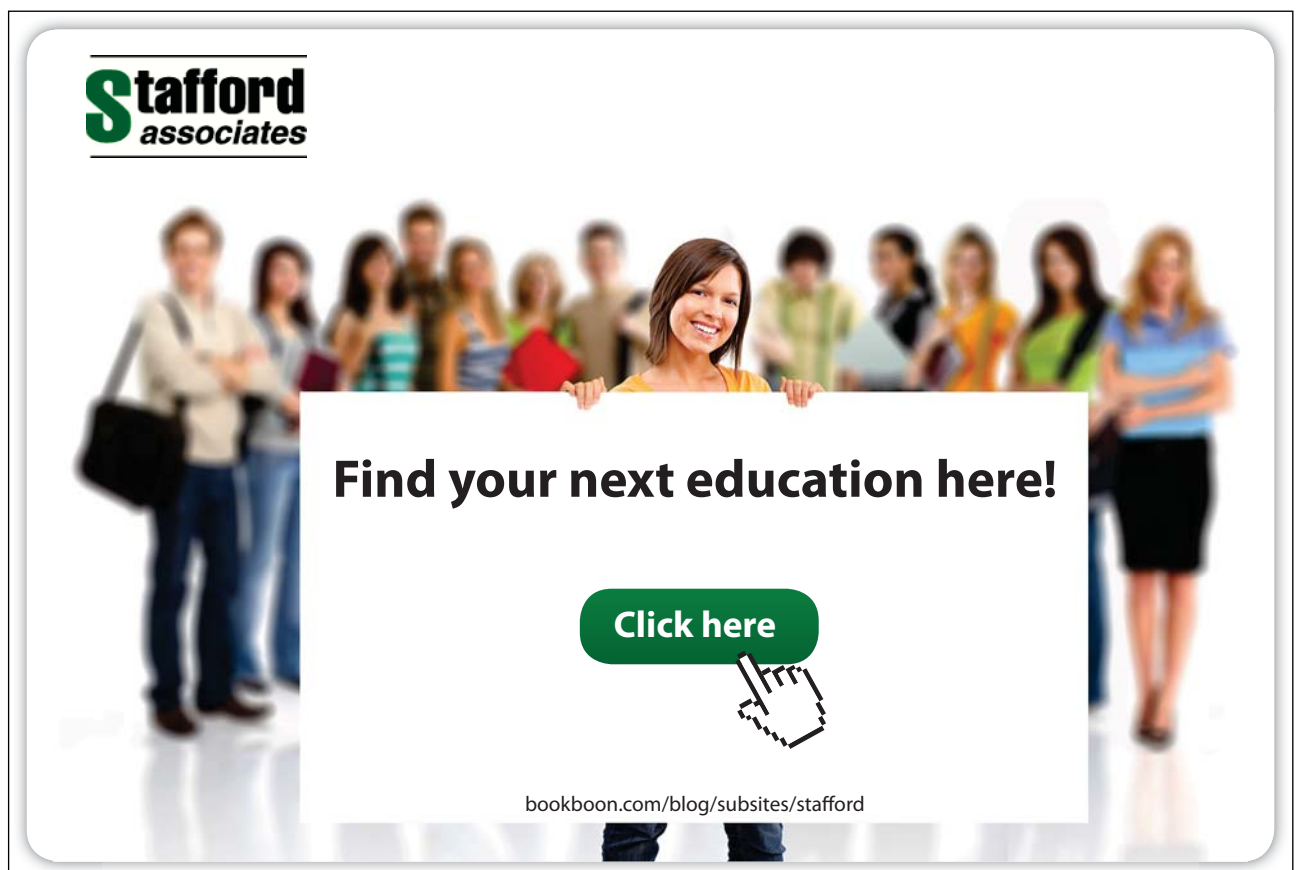 Stafford
associates
Find your next education here!
Click here
bookboon.com/blog/subsites/stafford